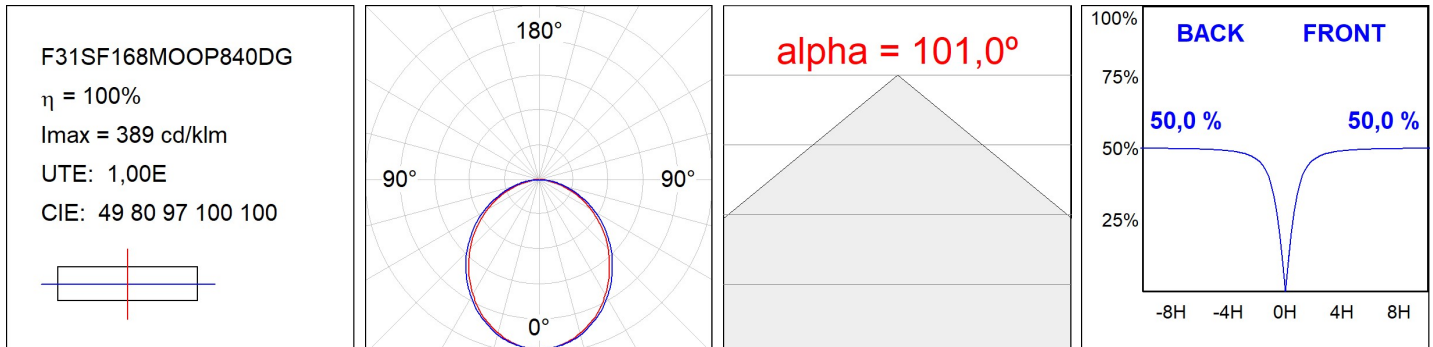 F31SF168MOOP840DG
η = 100%
Imax = 389 cd/klm
UTE: 1,00E
CIE: 49 80 97 100 100
180°
90° 90°
0°
alpha = 101,0º
100%
BACK FRONT
75%
50,0 % 50,0 %
50%
25%
-8H -4H 0H 4H 8H